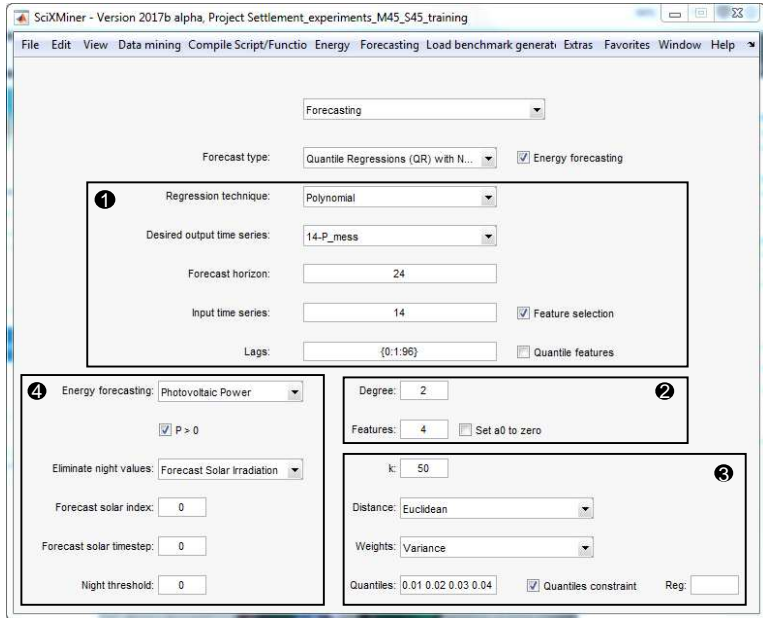 SciXMiner - Version 2017b alpha, Project Settlement_experiments_M45_S45_training
File Edit View Data mining Compile Script/Functio Energy Forecasting Load benchmark generat Extras Favorites Window Help
Forecasting
Forecast type: Quantile Regressions (QR) with N... Energy forecasting
1 Regression technique: Polynomial
Desired output time series: 14-P_mess
Forecast horizon: 24
Input time series: 14 Feature selection
Lags: {0:1:96} Quantile features
4 Energy forecasting: Photovoltaic Power
P > 0
Eliminate night values: Forecast Solar Irradiation
Forecast solar index: 0
Forecast solar timestep: 0
Night threshold: 0
Degree: 2 2
Features: 4 Set a0 to zero
k: 50 3
Distance: Euclidean
Weights: Variance
Quantiles: 0.01 0.02 0.03 0.04 Quantiles constraint Reg: